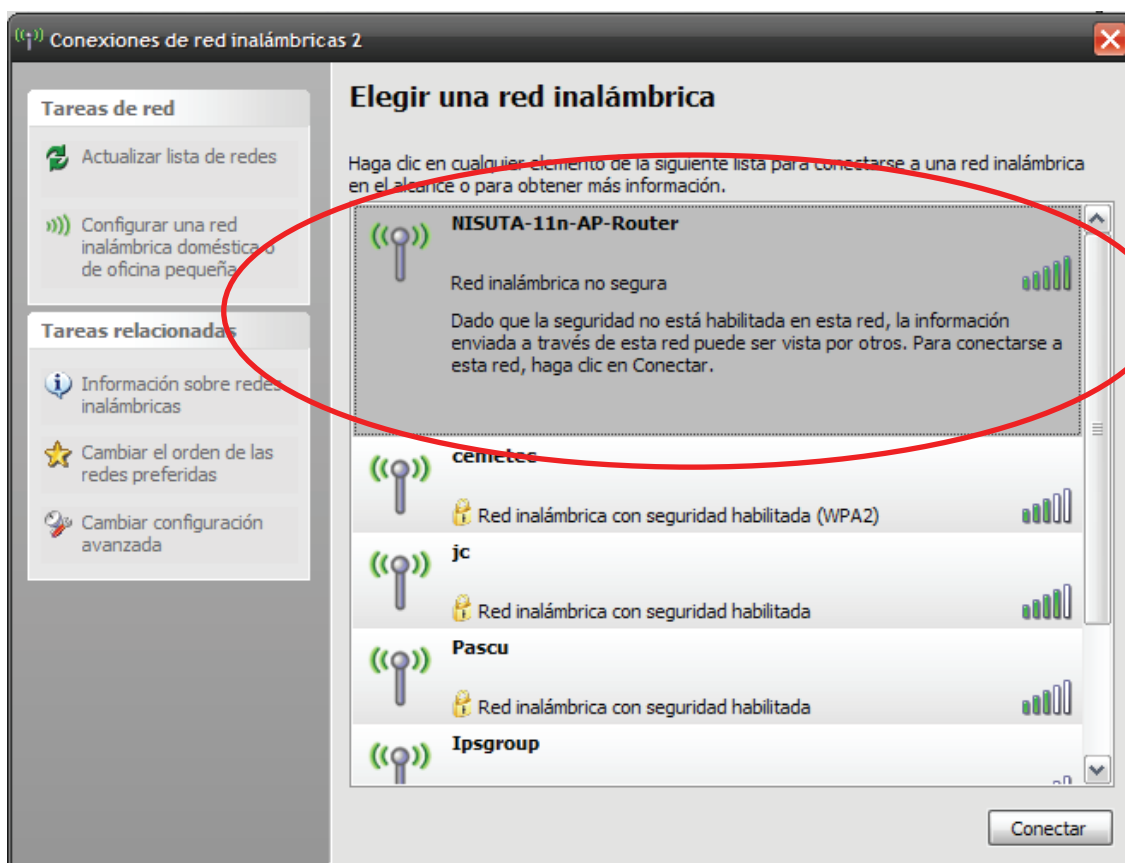 Conexiones de red inalámbricas 2
Tareas de red
Actualizar lista de redes
Configurar una red
inalámbrica doméstica o
de oficina pequeña
Tareas relacionadas
Información sobre redes
inalámbricas
Cambiar el orden de las
redes preferidas
Cambiar configuración
avanzada
Elegir una red inalámbrica
Haga clic en cualquier elemento de la siguiente lista para conectarse a una red inalámbrica
en el alcance o para obtener más información.
NISUTA-11n-AP-Router
Red inalámbrica no segura
Dado que la seguridad no está habilitada en esta red, la información
enviada a través de esta red puede ser vista por otros. Para conectarse a
esta red, haga clic en Conectar.
cemetec
Red inalámbrica con seguridad habilitada (WPA2)
jc
Red inalámbrica con seguridad habilitada
Pascu
Red inalámbrica con seguridad habilitada
Ipsgroup
Conectar